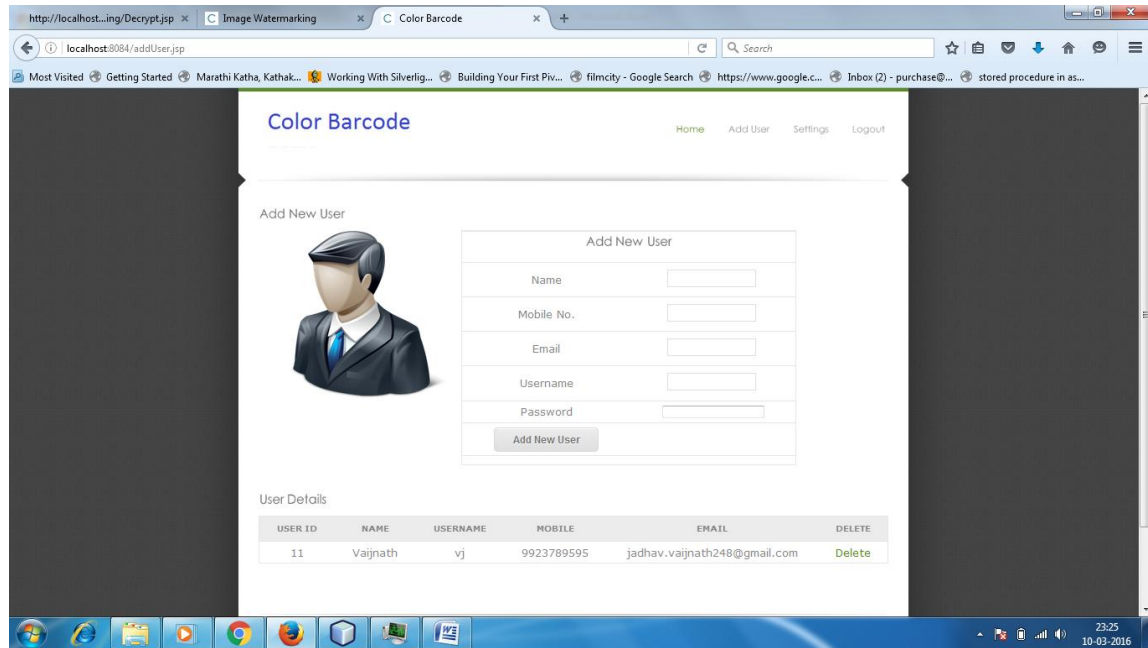 http://localhost...ing/Decrypt.jsp × C Image Watermarking × C Color Barcode × +
localhost:8084/addUser.jsp Search
Most Visited Getting Started Marathi Katha, Kathak... Working With Silverlig... Building Your First Piv... filmcity - Google Search https://www.google.c... Inbox (2) - purchase@... stored procedure in as...
Color Barcode
Home Add User Settings Logout
Add New User
Add New User
Name
Mobile No.
Email
Username
Password
Add New User
User Details
USER ID NAME USERNAME MOBILE EMAIL DELETE
11 Vaijnath vj 9923789595 jadhav.vaijnath248@gmail.com Delete
23:25
10-03-2016